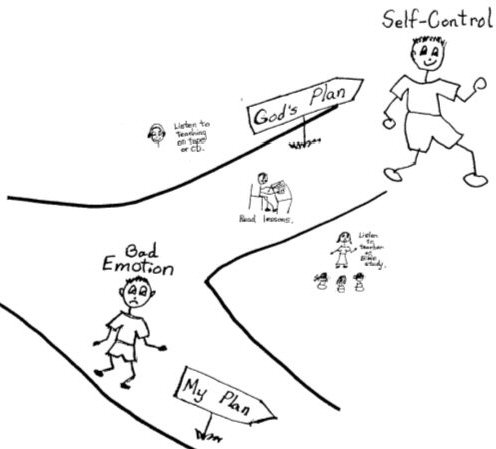 Self-Control
God's Plan
Listen to
teaching
on tape
or CD.
Read lessons.
Listen
to
teacher
at
Bible
study.
Bad
Emotion
My Plan